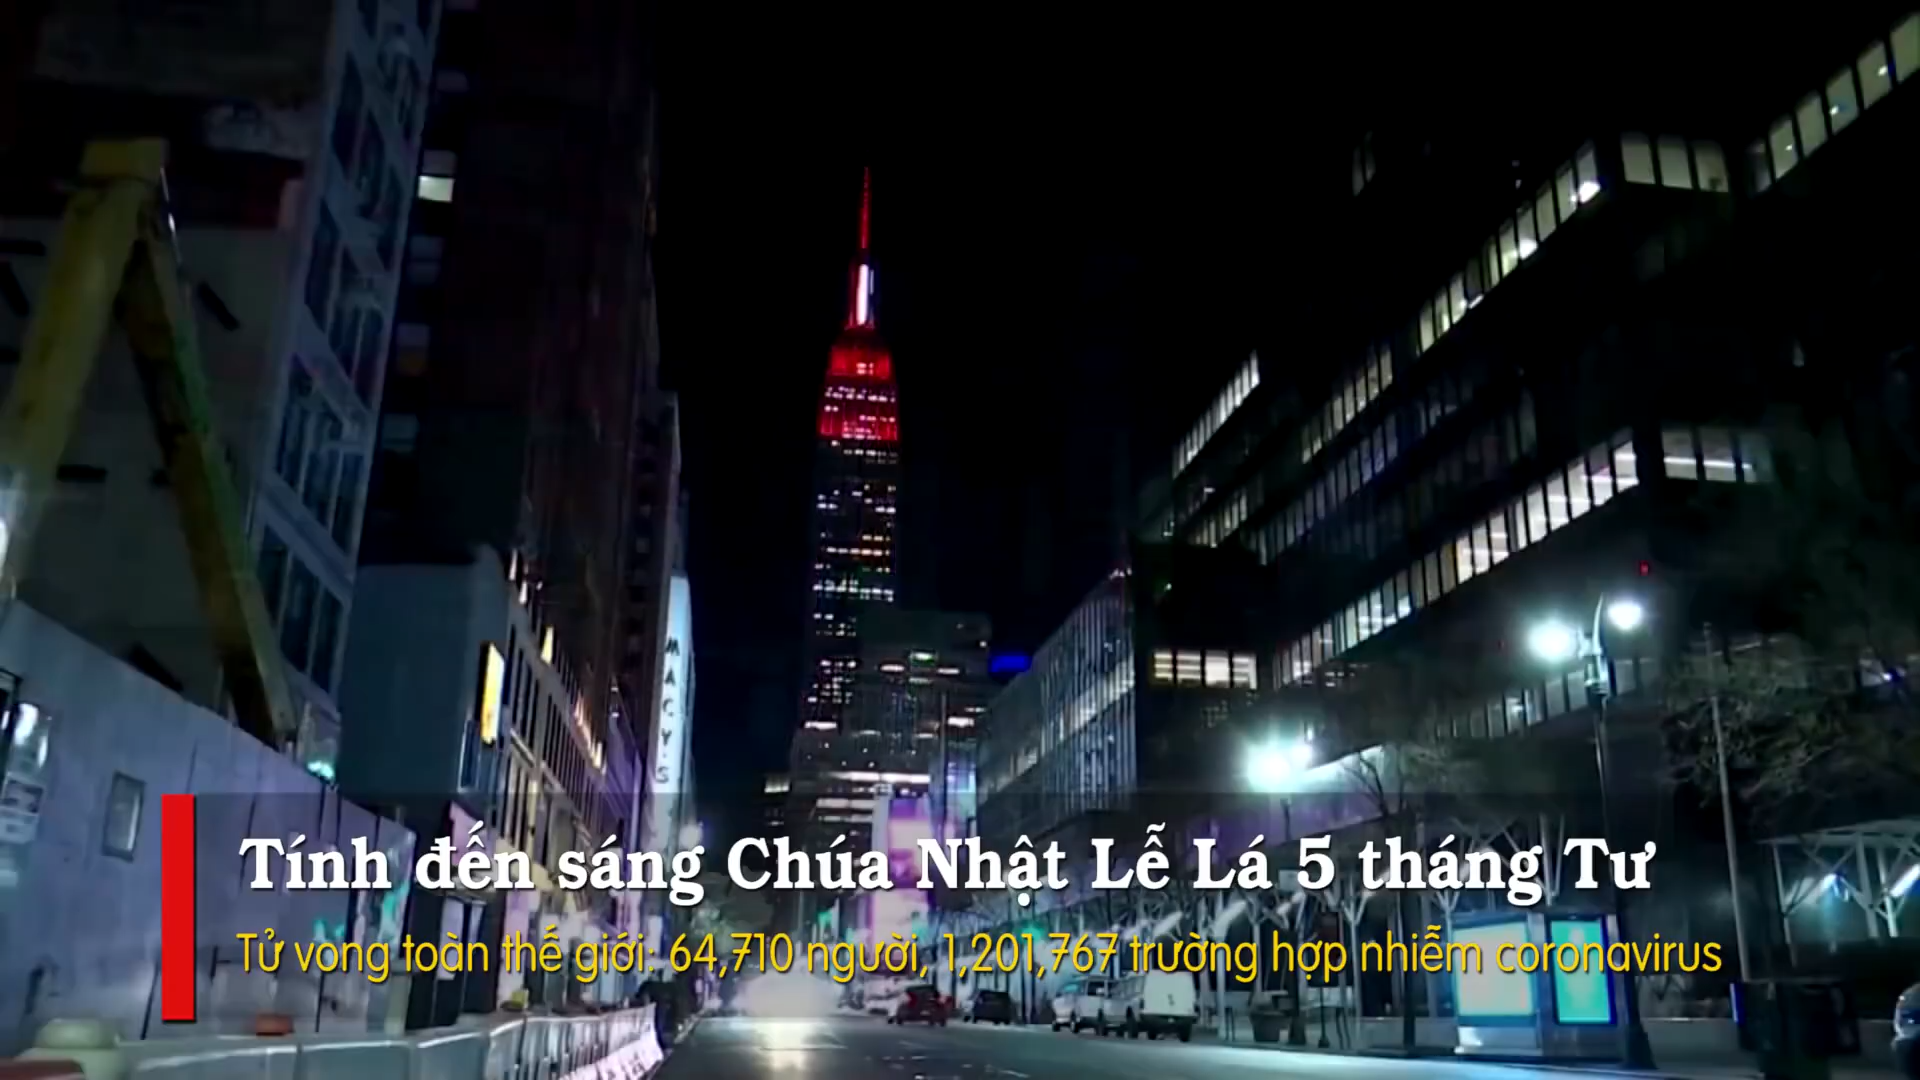 MACY'S
Tính đến sáng Chúa Nhật Lễ Lá 5 tháng Tư
Tử vong toàn thế giới: 64,710 người, 1,201,767 trường hợp nhiễm coronavirus